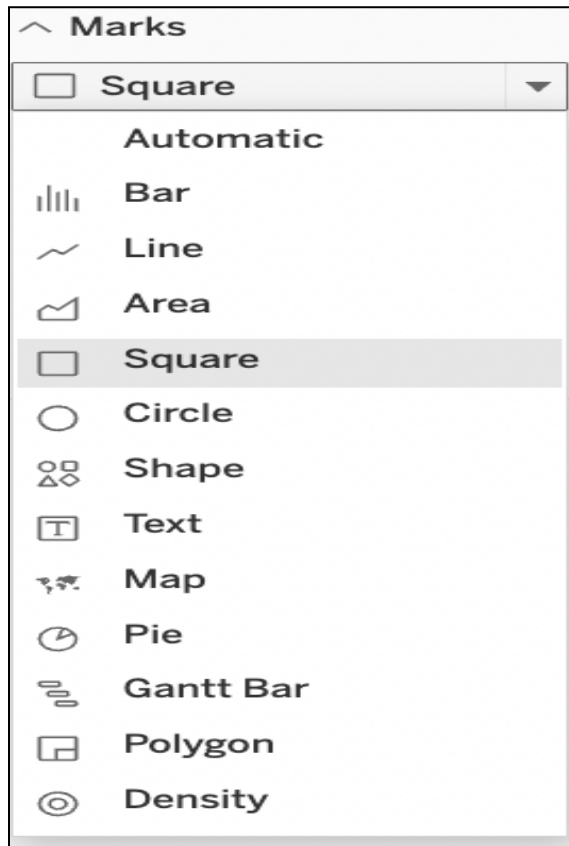 Marks
Square
Automatic
Bar
Line
Area
Square
Circle
Shape
Text
Map
Pie
Gantt Bar
Polygon
Density